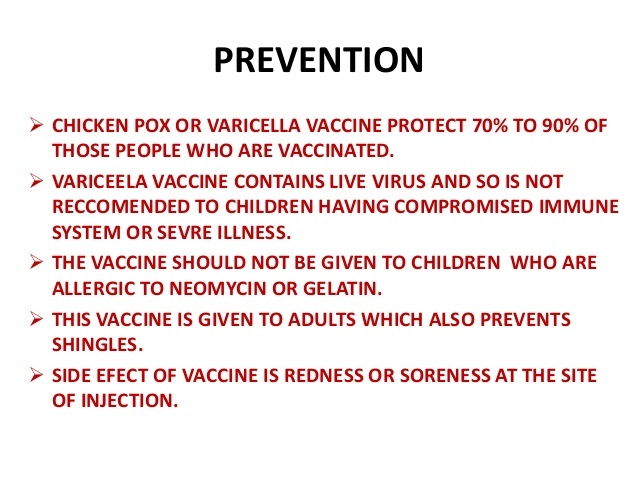 PREVENTION
➢ CHICKEN POX OR VARICELLA VACCINE PROTECT 70% TO 90% OF
THOSE PEOPLE WHO ARE VACCINATED.
➢ VARICEELA VACCINE CONTAINS LIVE VIRUS AND SO IS NOT
RECCOMENDED TO CHILDREN HAVING COMPROMISED IMMUNE
SYSTEM OR SEVRE ILLNESS.
➢ THE VACCINE SHOULD NOT BE GIVEN TO CHILDREN  WHO ARE
ALLERGIC TO NEOMYCIN OR GELATIN.
➢ THIS VACCINE IS GIVEN TO ADULTS WHICH ALSO PREVENTS
SHINGLES.
➢ SIDE EFECT OF VACCINE IS REDNESS OR SORENESS AT THE SITE
OF INJECTION.